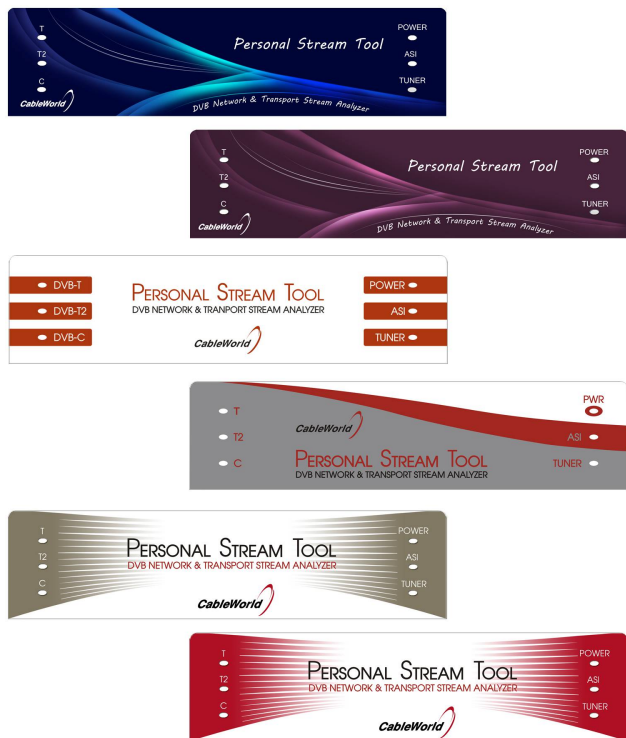 T
POWER
Personal Stream Tool
T2
ASI
C
TUNER
CableWorld
DVB Network & Transport Stream Analyzer
T
POWER
Personal Stream Tool
T2
ASI
C
TUNER
CableWorld
DVB Network & Transport Stream Analyzer
DVB-T
POWER
PERSONAL STREAM TOOL
DVB-T2
DVB NETWORK & TRANPORT STREAM ANALYZER
ASI
DVB-C
CableWorld
TUNER
PWR
T
CableWorld
T2
ASI
C
PERSONAL STREAM TOOL
TUNER
DVB NETWORK & TRANSPORT STREAM ANALYZER
T
POWER
PERSONAL STREAM TOOL
T2
DVB NETWORK & TRANSPORT STREAM ANALYZER
ASI
C
TUNER
CableWorld
T
POWER
PERSONAL STREAM TOOL
T2
DVB NETWORK & TRANSPORT STREAM ANALYZER
ASI
C
TUNER
CableWorld